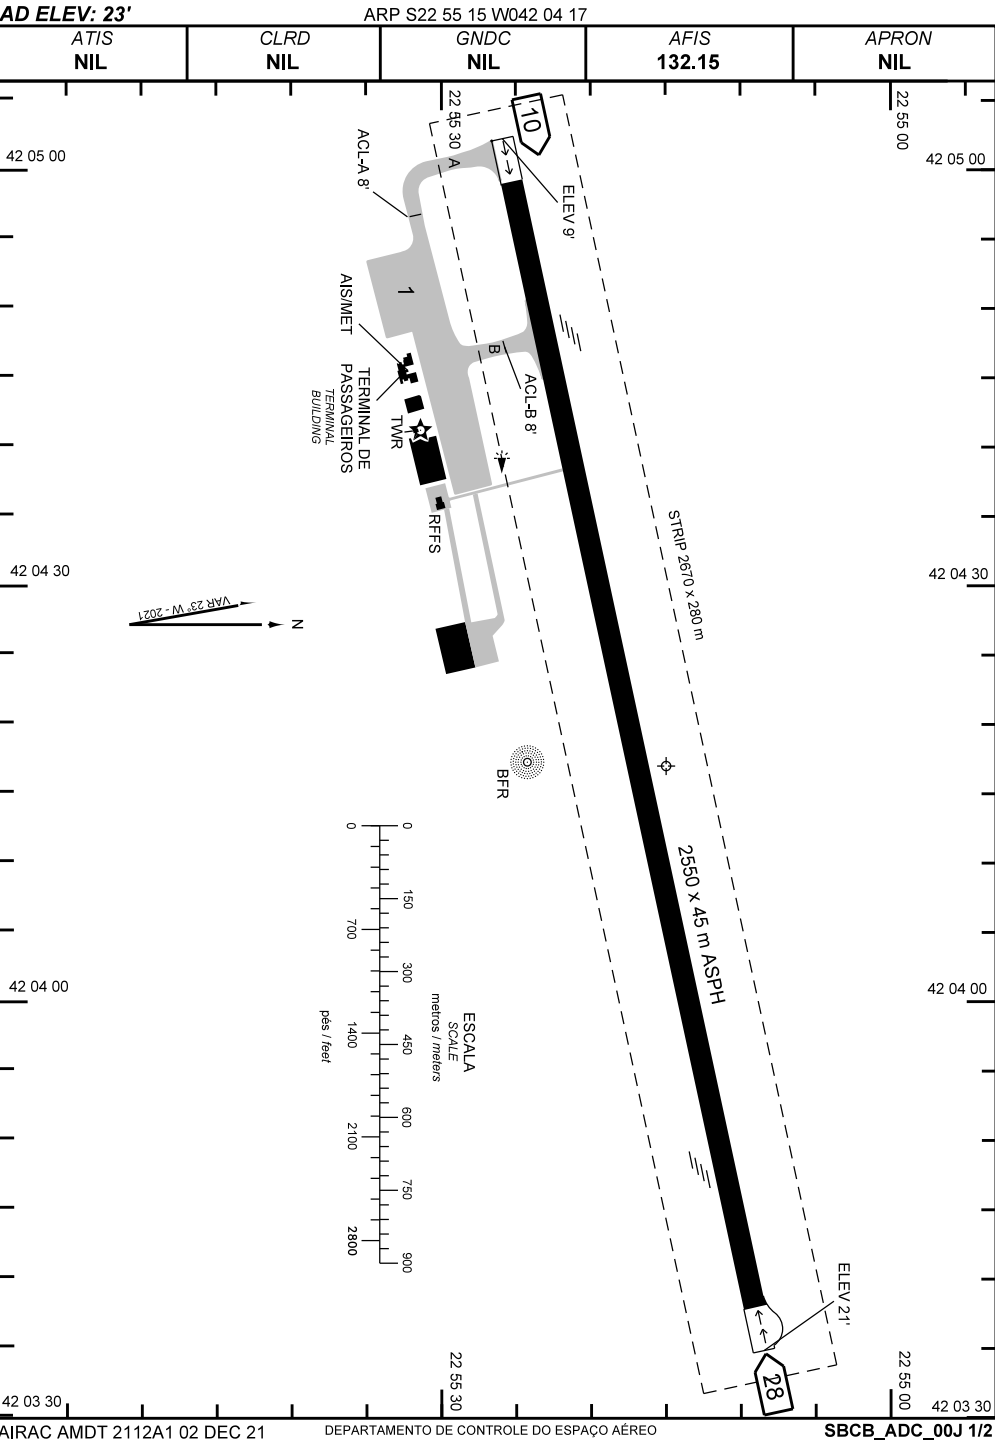 AD ELEV: 23' ARP S22 55 15 W042 04 17
ATIS CLRD GNDC AFIS APRON
NIL NIL NIL 132.15 NIL
22 55 30
22 55 00
42 05 00
42 05 00
10
A
ACL-A 8'
ELEV 9'
1
AIS/MET
B
ACL-B 8'
TERMINAL DE
PASSAGEIROS
TERMINAL
BUILDING
TWR
RFFS
STRIP 2670 x 280 m
42 04 30
42 04 30
VAR 23° W - 2021
N
BFR
2550 x 45 m ASPH
0 150 300 450 600 750 900
0 700 1400 2100 2800
ESCALA
SCALE
metros / meters
pés / feet
42 04 00
42 04 00
ELEV 21'
28
22 55 30
22 55 00
42 03 30
42 03 30
AIRAC AMDT 2112A1 02 DEC 21 DEPARTAMENTO DE CONTROLE DO ESPAÇO AÉREO SBCB_ADC_00J 1/2